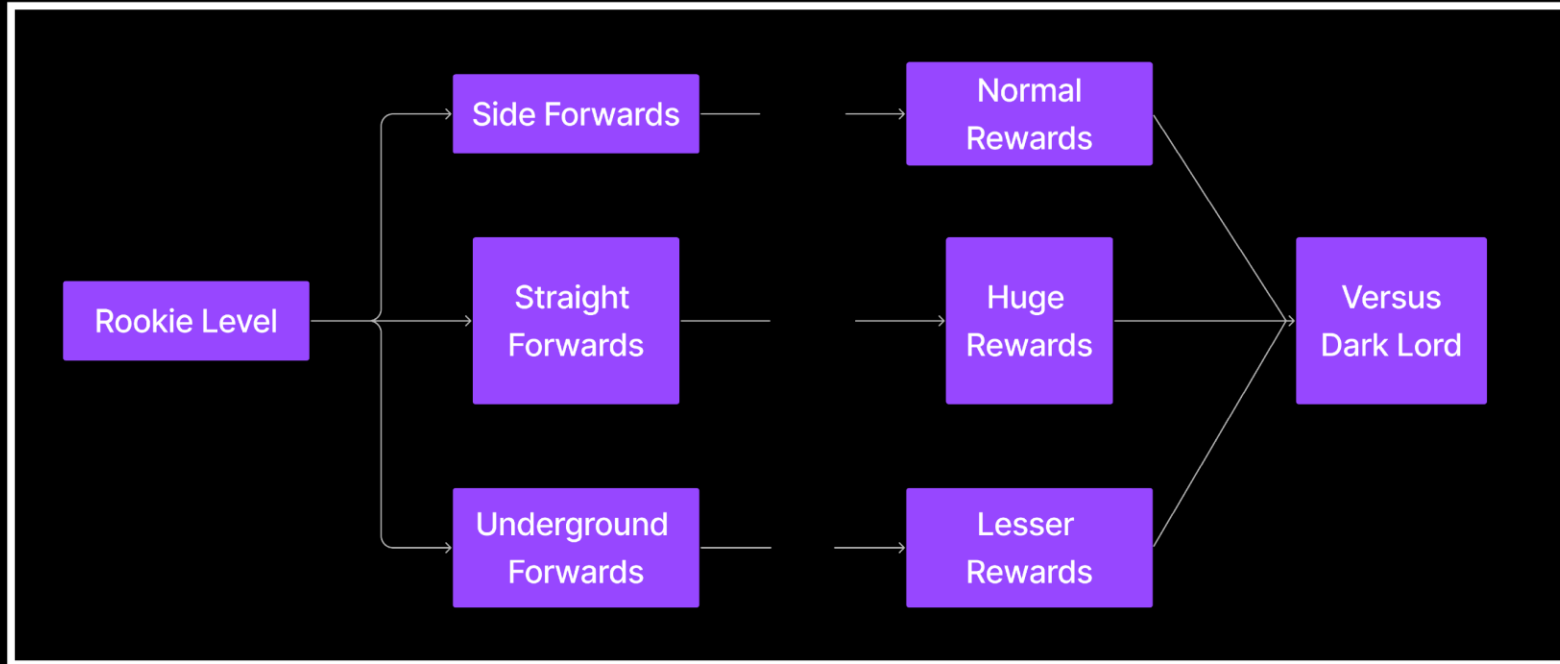 Rookie Level
Side Forwards
Straight
Forwards
Underground
Forwards
Normal
Rewards
Huge
Rewards
Lesser
Rewards
Versus
Dark Lord